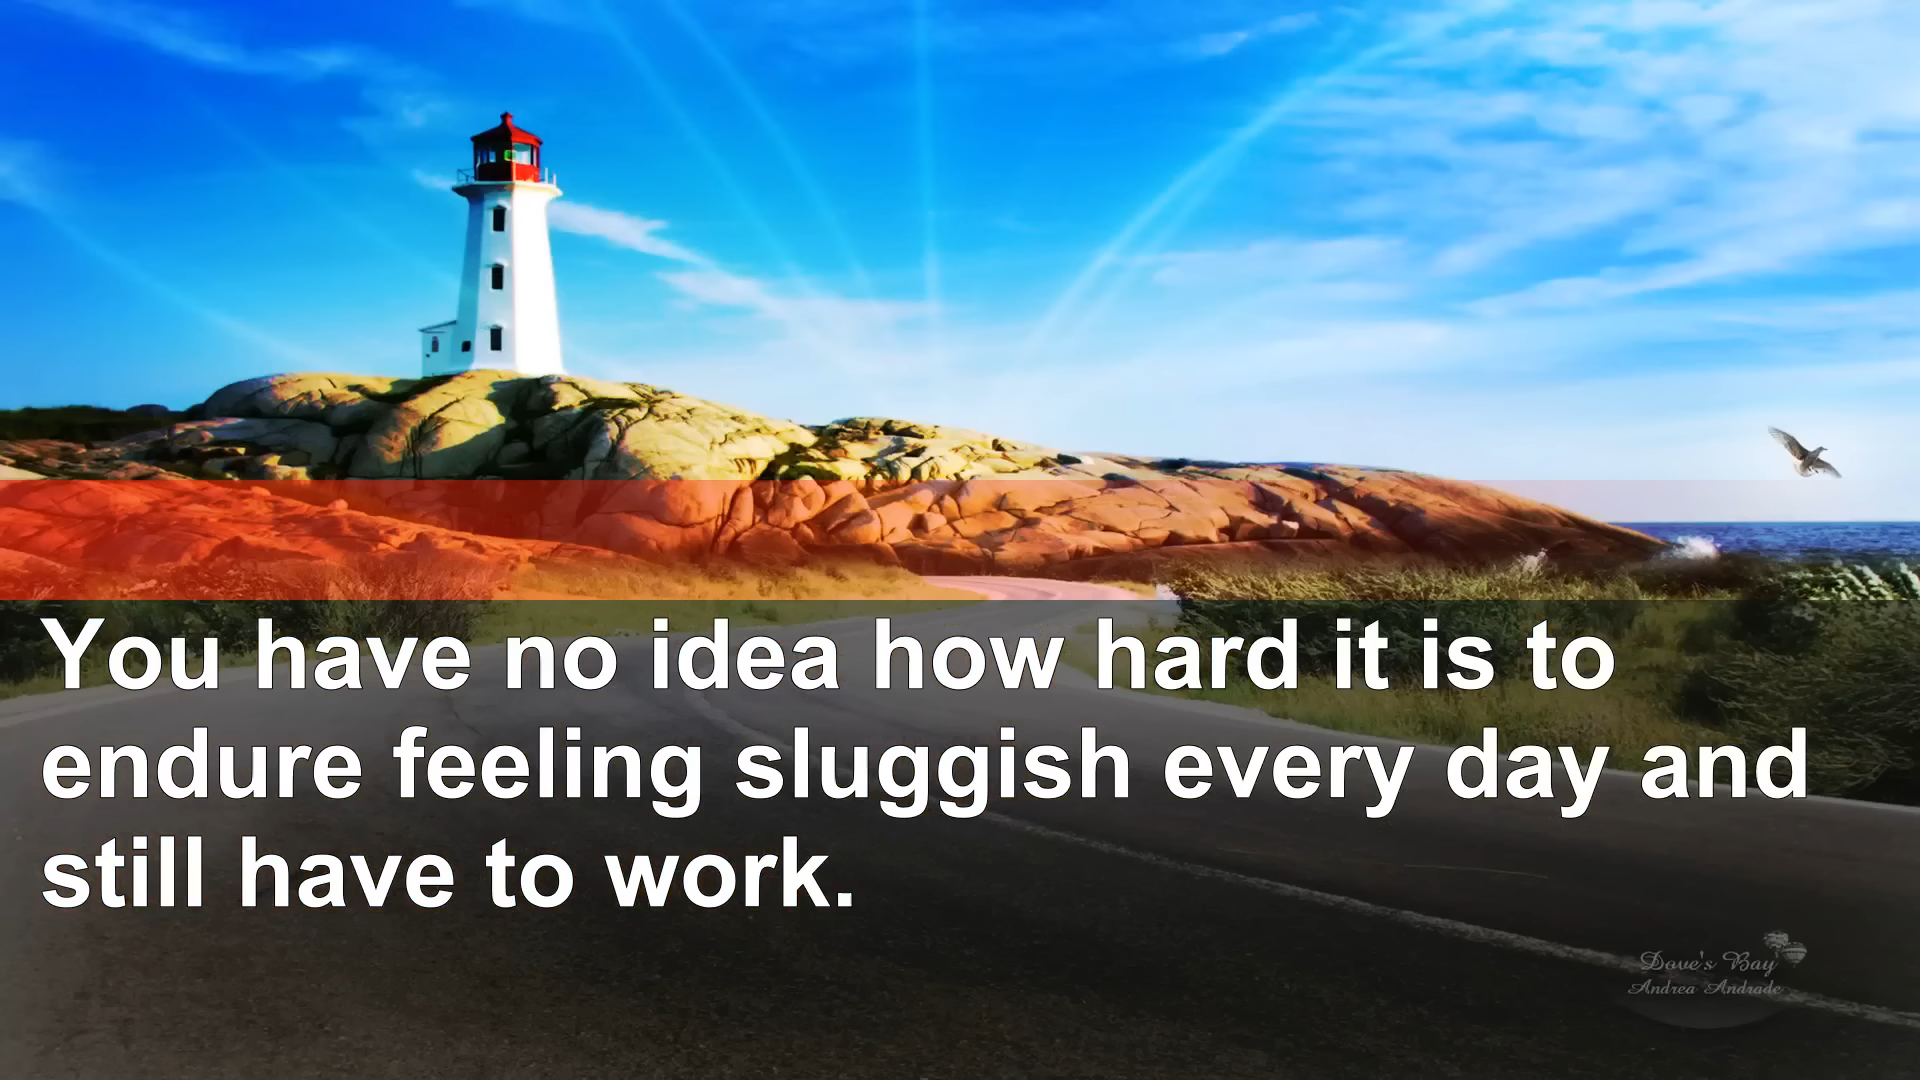 You have no idea how hard it is to
endure feeling sluggish every day and
still have to work.
Dove's Bay
Andrea Andrade